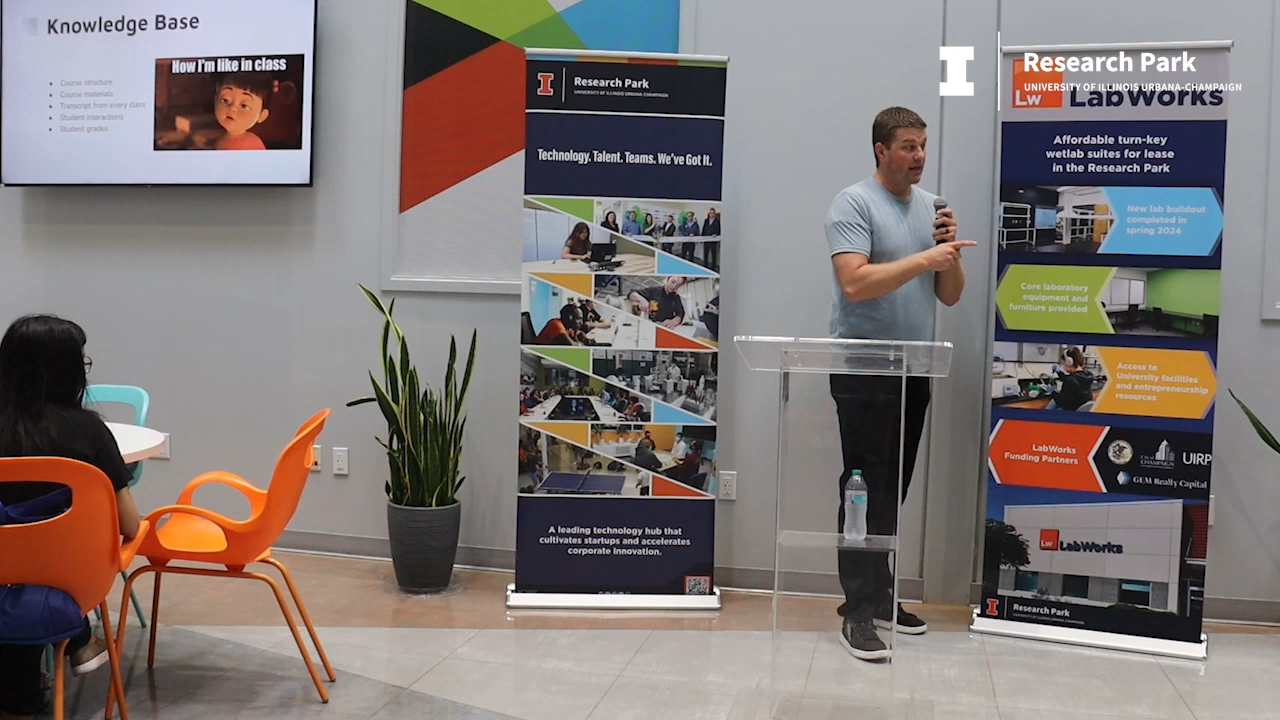 Knowledge Base
Course structure
Course materials
Transcript from every class
Student interactions
Student grades
How I'm like in class
I
Research Park
UNIVERSITY OF ILLINOIS URBANA-CHAMPAIGN
Technology. Talent. Teams. We've Got It.
A leading technology hub that
cultivates startups and accelerates
corporate innovation.
I
Research Park
UNIVERSITY OF ILLINOIS URBANA-CHAMPAIGN
Lw
LabWorks
Affordable turn-key
wetlab suites for lease
in the Research Park
New lab buildout
completed in
spring 2024
Core laboratory
equipment and
furniture provided
Access to
University facilities
and entrepreneurship
resources
LabWorks
Funding Partners
CHAMPAIGN
UIRP
GEM Realty Capital
Lw LabWorks
I
Research Park